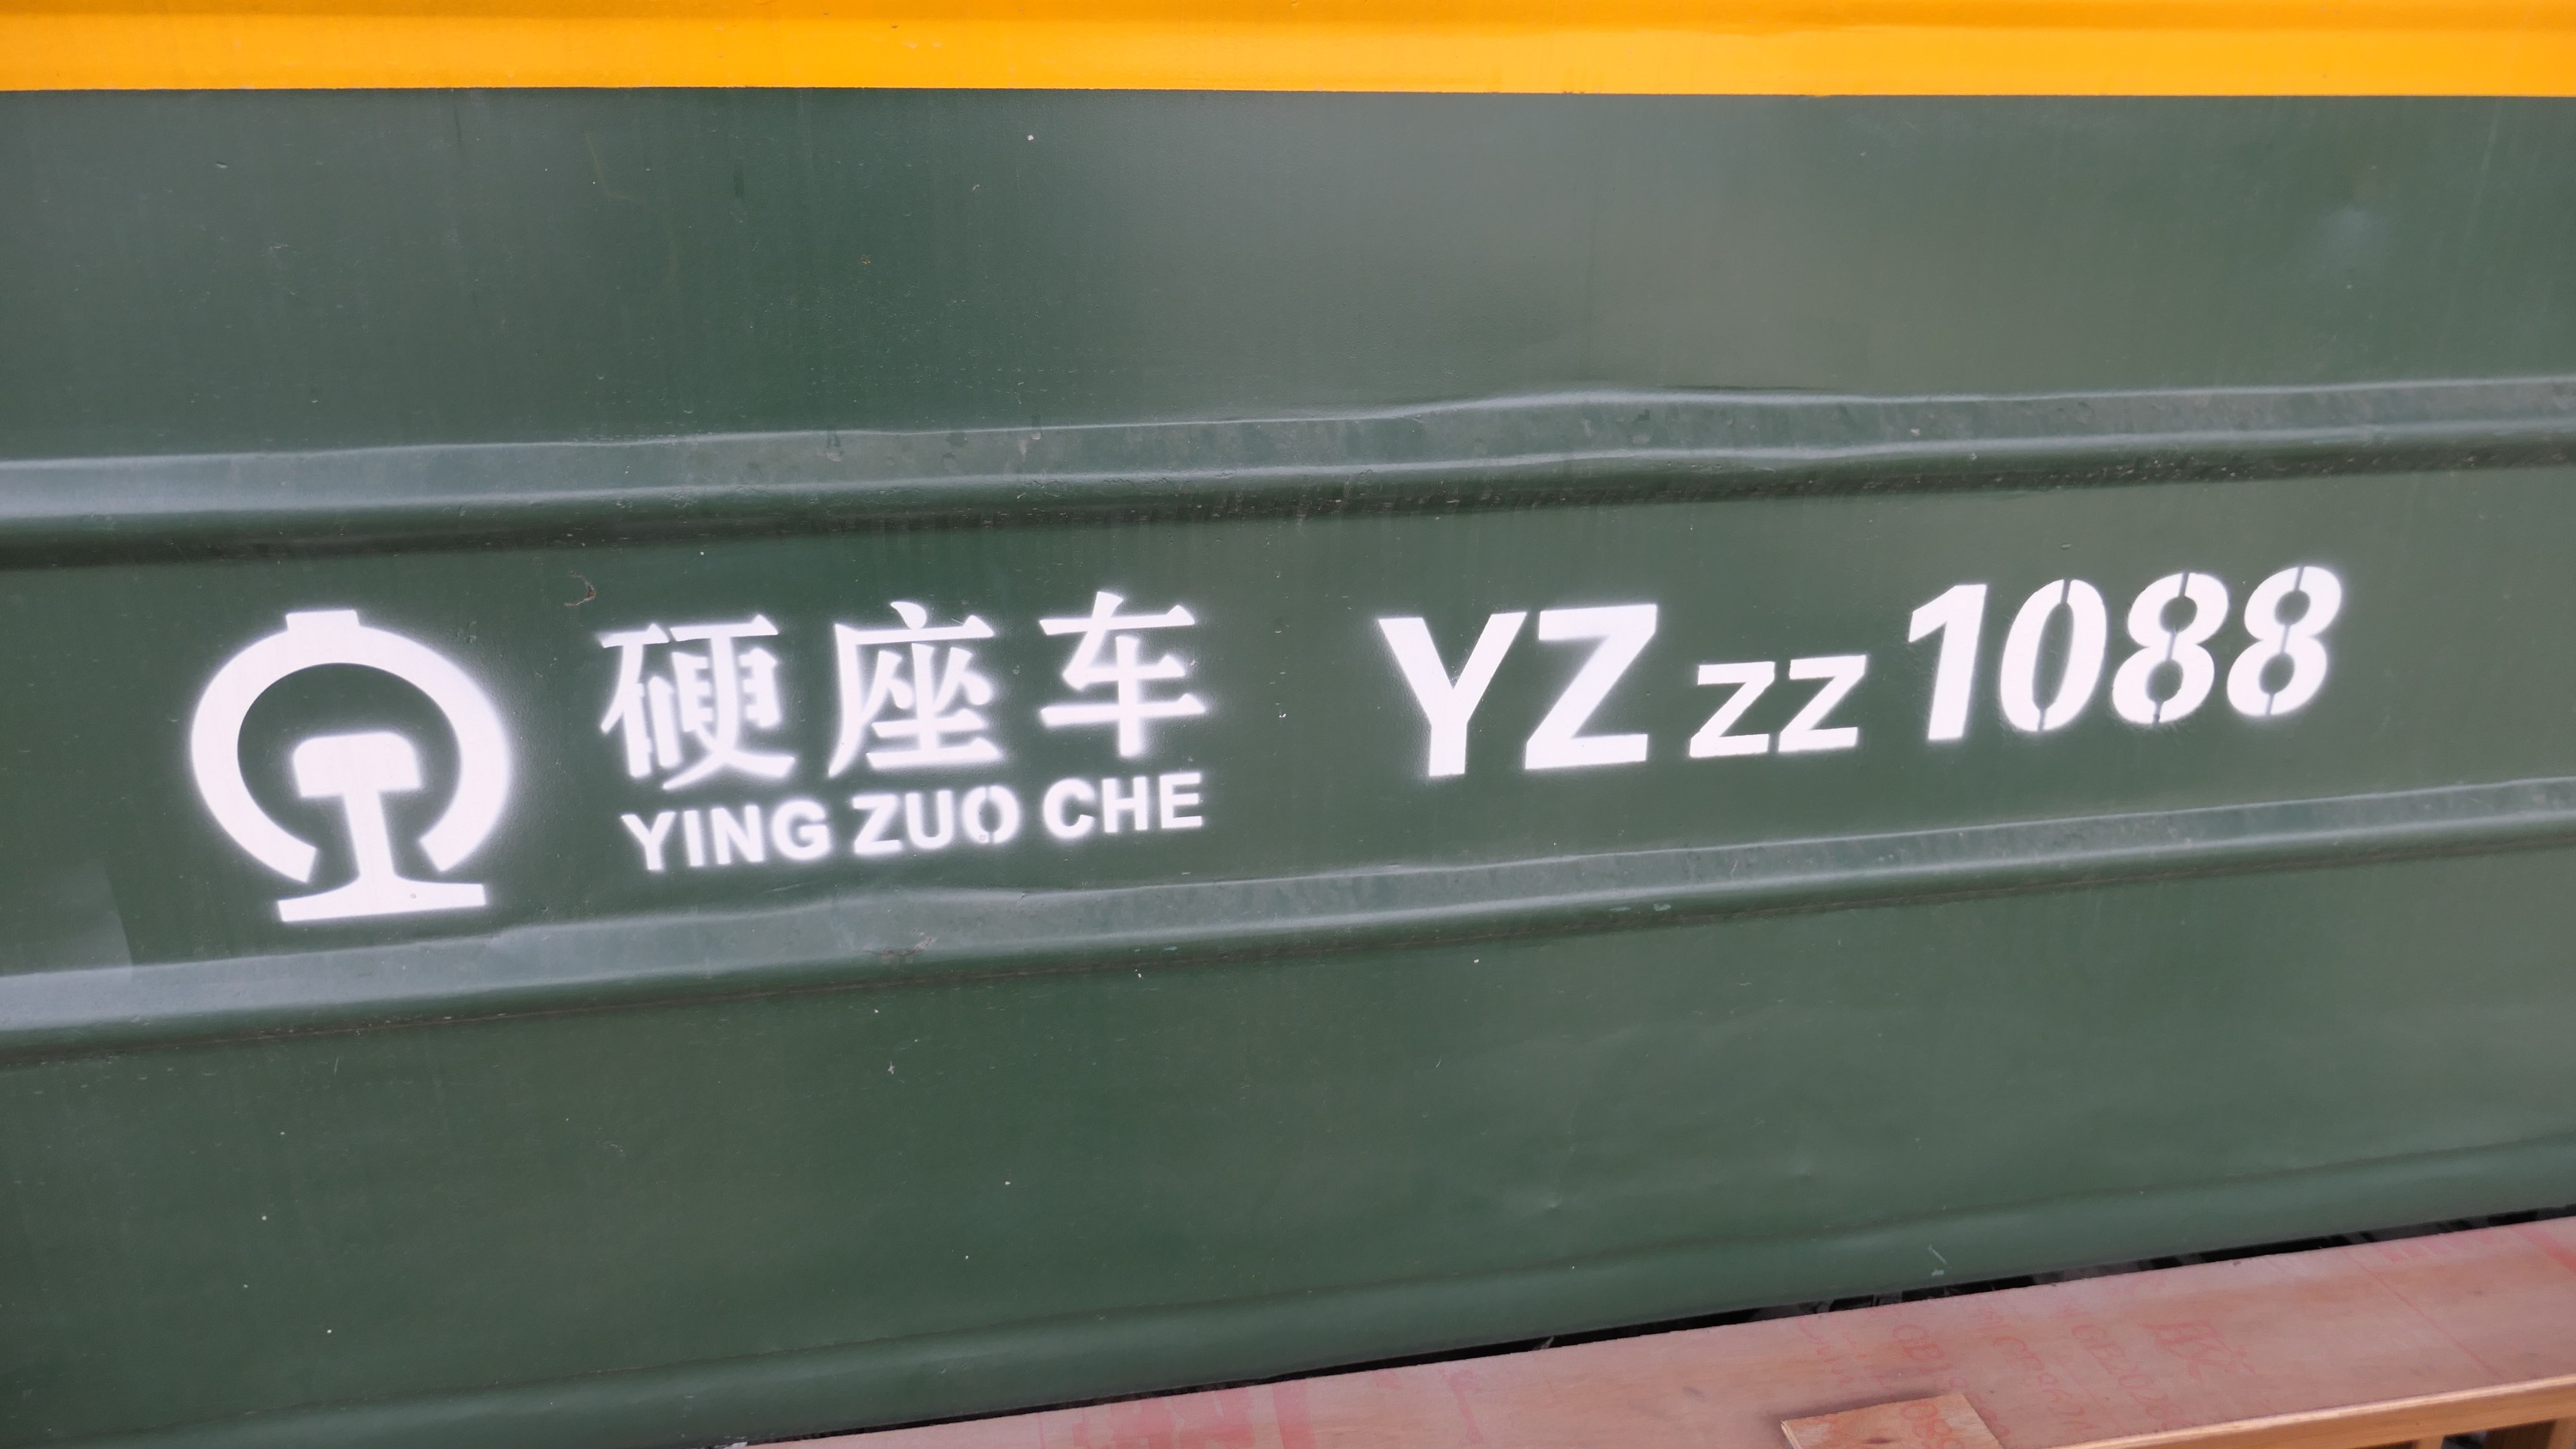 硬座车 YZ ZZ 1088
YING ZUO CHE